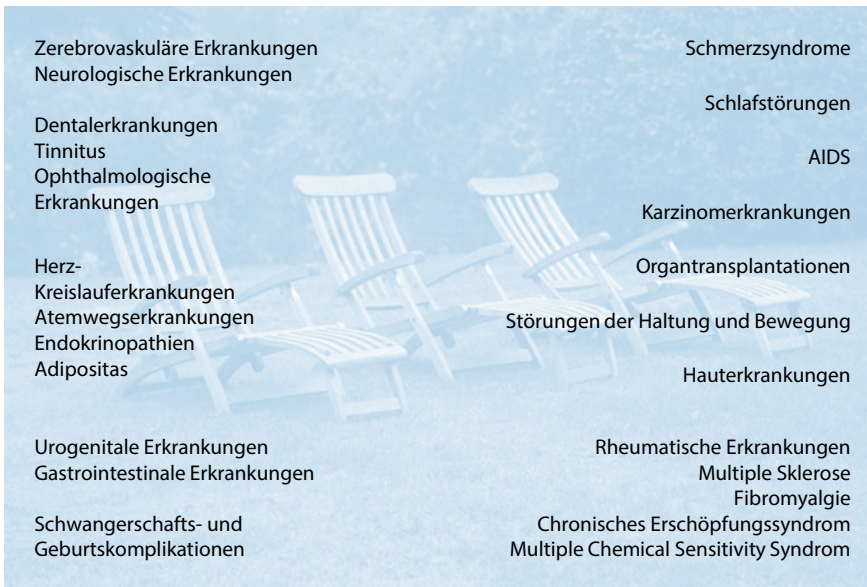 Zerebrovaskuläre Erkrankungen
Neurologische Erkrankungen
Dentalerkrankungen
Tinnitus
Ophthalmologische
Erkrankungen
Herz-
Kreislauferkrankungen
Atemwegserkrankungen
Endokrinopathien
Adipositas
Urogenitale Erkrankungen
Gastrointestinale Erkrankungen
Schwangerschafts- und
Geburtskomplikationen
Schmerzsyndrome
Schlafstörungen
AIDS
Karzinomerkrankungen
Organtransplantationen
Störungen der Haltung und Bewegung
Hauterkrankungen
Rheumatische Erkrankungen
Multiple Sklerose
Fibromyalgie
Chronisches Erschöpfungssyndrom
Multiple Chemical Sensitivity Syndrom